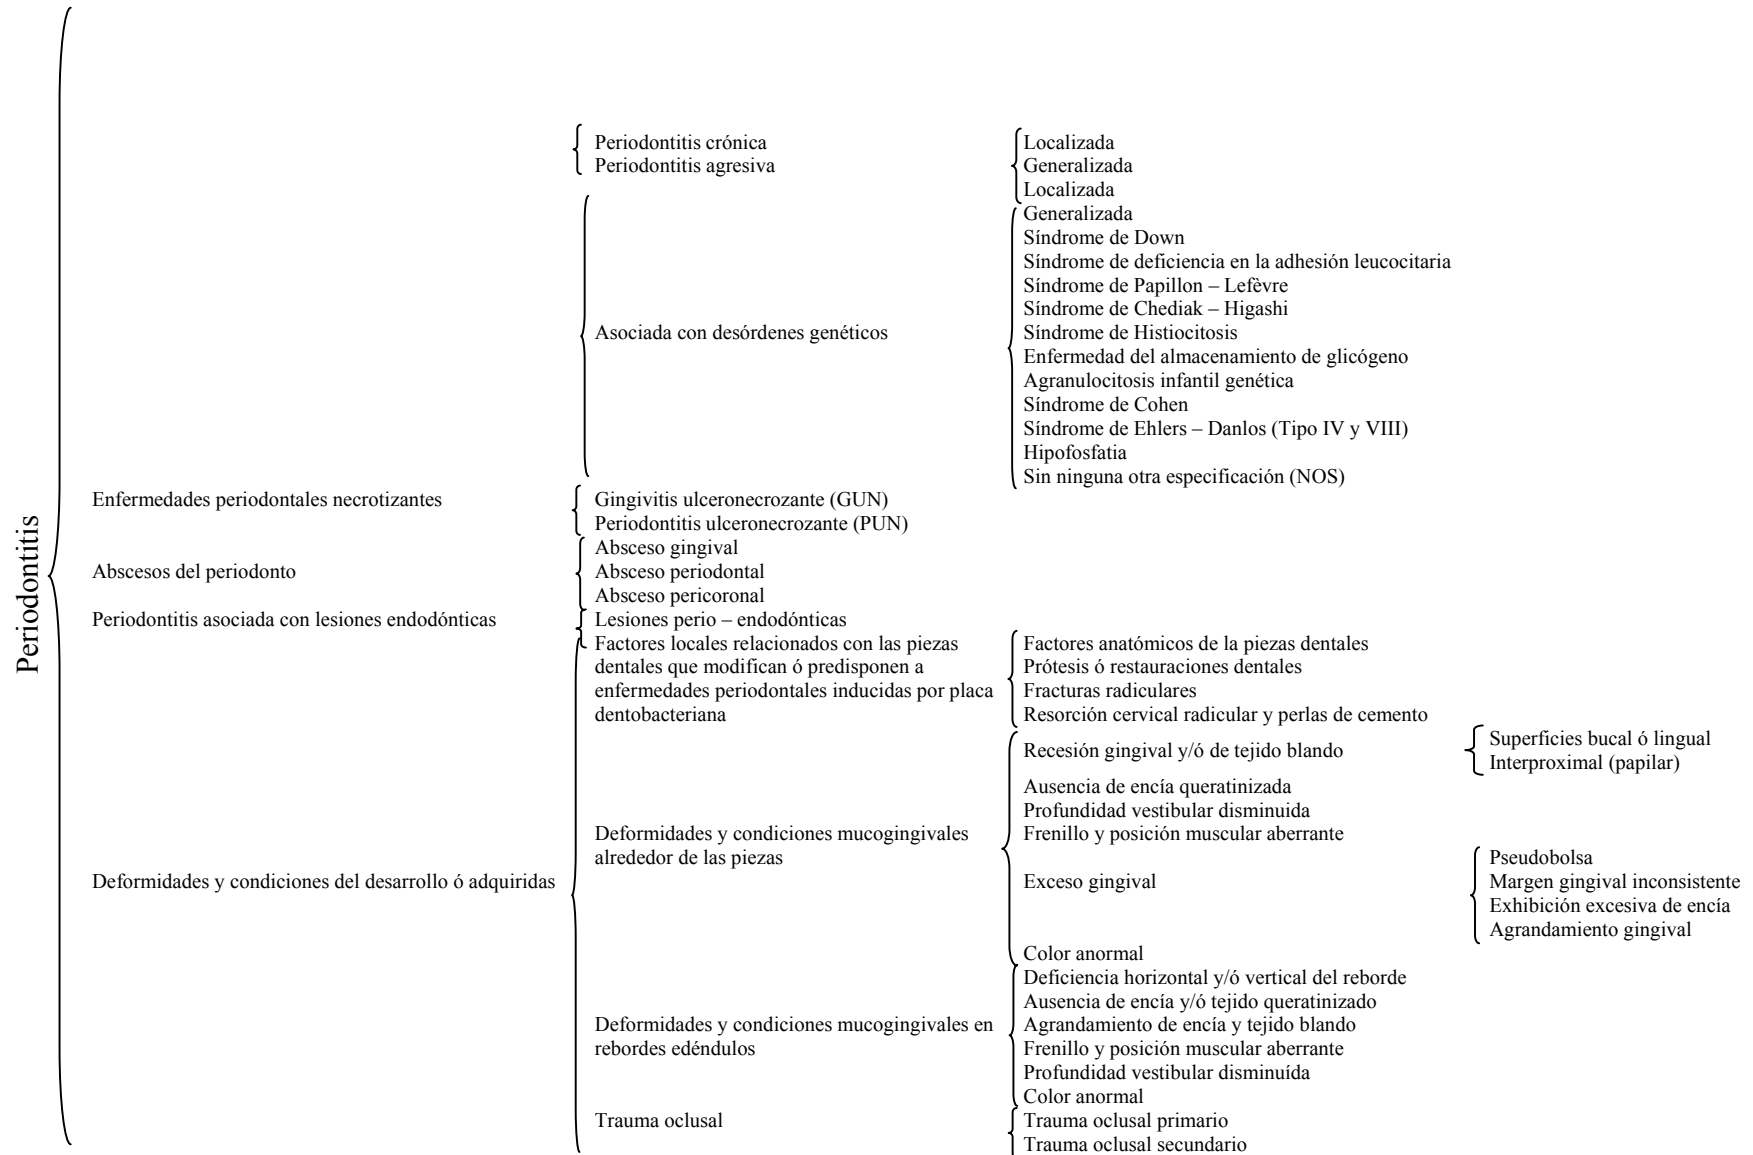 Periodontitis
Periodontitis crónica
Periodontitis agresiva
Localizada
Generalizada
Localizada
Asociada con desórdenes genéticos
Generalizada
Síndrome de Down
Síndrome de deficiencia en la adhesión leucocitaria
Síndrome de Papillon – Lefèvre
Síndrome de Chediak – Higashi
Síndrome de Histiocitosis
Enfermedad del almacenamiento de glicógeno
Agranulocitosis infantil genética
Síndrome de Cohen
Síndrome de Ehlers – Danlos (Tipo IV y VIII)
Hipofosfatia
Sin ninguna otra especificación (NOS)
Enfermedades periodontales necrotizantes
Gingivitis ulceronecrozante (GUN)
Periodontitis ulceronecrozante (PUN)
Abscesos del periodonto
Absceso gingival
Absceso periodontal
Absceso pericoronal
Periodontitis asociada con lesiones endodónticas
Lesiones perio – endodónticas
Deformidades y condiciones del desarrollo ó adquiridas
Factores locales relacionados con las piezas
dentales que modifican ó predisponen a
enfermedades periodontales inducidas por placa
dentobacteriana
Factores anatómicos de la piezas dentales
Prótesis ó restauraciones dentales
Fracturas radiculares
Resorción cervical radicular y perlas de cemento
Deformidades y condiciones mucogingivales
alrededor de las piezas
Recesión gingival y/ó de tejido blando
Superficies bucal ó lingual
Interproximal (papilar)
Ausencia de encía queratinizada
Profundidad vestibular disminuida
Frenillo y posición muscular aberrante
Exceso gingival
Pseudobolsa
Margen gingival inconsistente
Exhibición excesiva de encía
Agrandamiento gingival
Color anormal
Deformidades y condiciones mucogingivales en
rebordes edéndulos
Deficiencia horizontal y/ó vertical del reborde
Ausencia de encía y/ó tejido queratinizado
Agrandamiento de encía y tejido blando
Frenillo y posición muscular aberrante
Profundidad vestibular disminuída
Color anormal
Trauma oclusal
Trauma oclusal primario
Trauma oclusal secundario